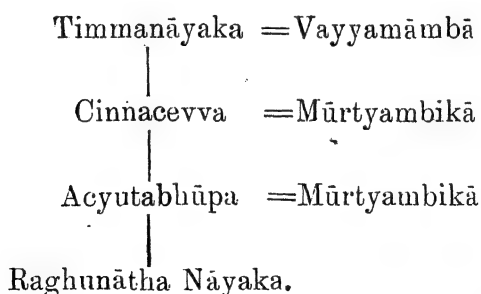 Timmanāyaka = Vayyamāmbā
Cinnacevva = Mūrtyambikā
Acyutabhūpa = Mūrtyambikā
Raghunātha Nāyaka.